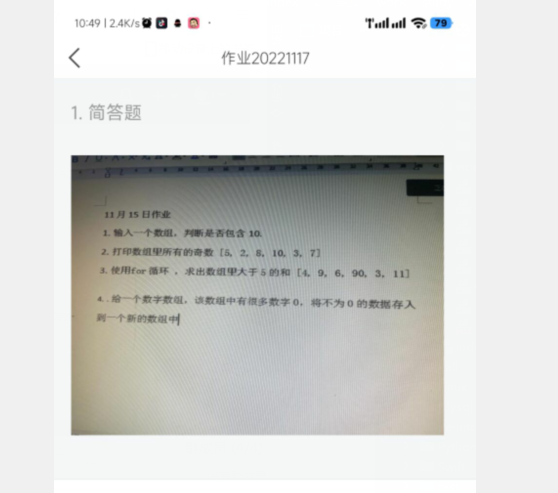 10:49 | 2.4K/s
79
作业20221117
1. 简答题
11月15日作业
1. 输入一个数组，判断是否包含10.
2. 打印数组里所有的奇数 [5, 2, 8, 10, 3, 7]
3. 使用for 循环 ，求出数组里大于 5 的和 [4, 9, 6, 90, 3, 11]
4. .给一个数字数组，该数组中有很多数字 0，将不为 0 的数据存入
到一个新的数组中